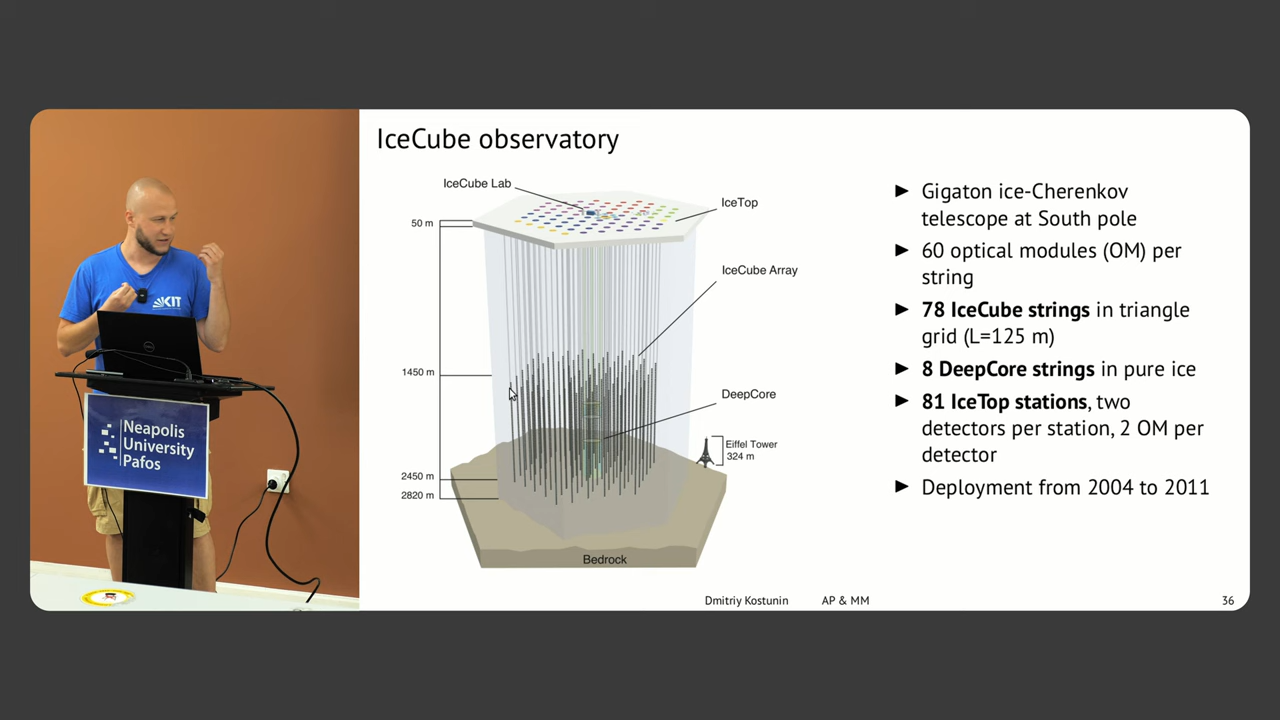 IceCube observatory
IceCube Lab
IceTop
50 m
IceCube Array
1450 m
DeepCore
Eiffel Tower
324 m
2450 m
2820 m
Bedrock
► Gigaton ice-Cherenkov
telescope at South pole
► 60 optical modules (OM) per
string
► 78 IceCube strings in triangle
grid (L=125 m)
► 8 DeepCore strings in pure ice
► 81 IceTop stations, two
detectors per station, 2 OM per
detector
► Deployment from 2004 to 2011
Dmitriy Kostunin AP & MM 36
KIT
DELL
Neapolis
University
Pafos